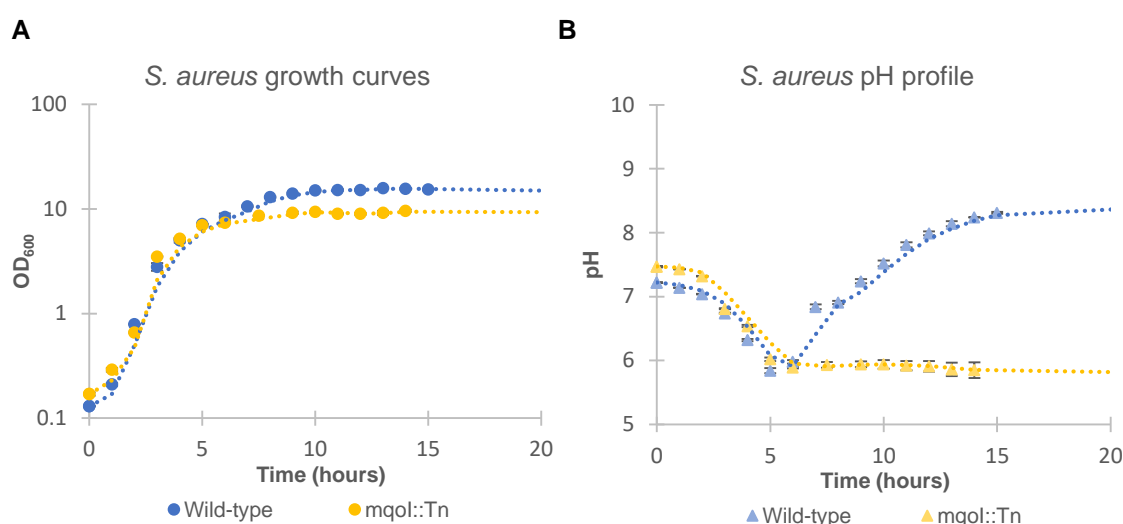 A
S. aureus growth curves
100
10
1
0.1
OD600
0
5
10
15
20
Time (hours)
Wild-type
mqoI::Tn
B
S. aureus pH profile
10
9
8
7
6
5
pH
0
5
10
15
20
Time (hours)
Wild-type
mqoI::Tn